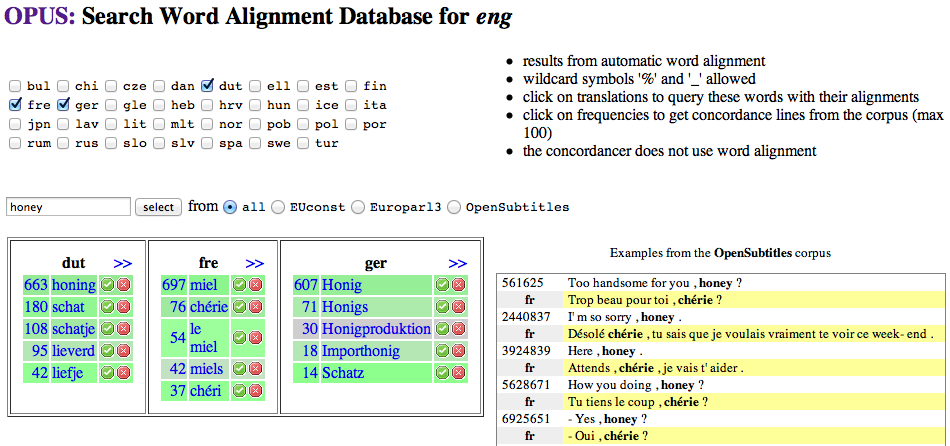 OPUS: Search Word Alignment Database for eng
bul chi cze dan dut ell est fin
fre ger gle heb hrv hun ice ita
jpn lav lit mlt nor pob pol por
rum rus slo slv spa swe tur
results from automatic word alignment
wildcard symbols '%' and '_' allowed
click on translations to query these words with their alignments
click on frequencies to get concordance lines from the corpus (max
100)
the concordancer does not use word alignment
honey select from all EUconst Europarl3 OpenSubtitles
dut >>
663 honing
180 schat
108 schatje
95 lieverd
42 liefje
fre >>
697 miel
76 chérie
54 le
miel
42 miels
37 chéri
ger >>
607 Honig
71 Honigs
30 Honigproduktion
18 Importhonig
14 Schatz
Examples from the OpenSubtitles corpus
561625 Too handsome for you , honey ?
fr Trop beau pour toi , chérie ?
2440837 I' m so sorry , honey .
fr Désolé chérie , tu sais que je voulais vraiment te voir ce week- end .
3924839 Here , honey .
fr Attends , chérie , je vais t' aider .
5628671 How you doing , honey ?
fr Tu tiens le coup , chérie ?
6925651 - Yes , honey ?
fr - Oui , chérie ?